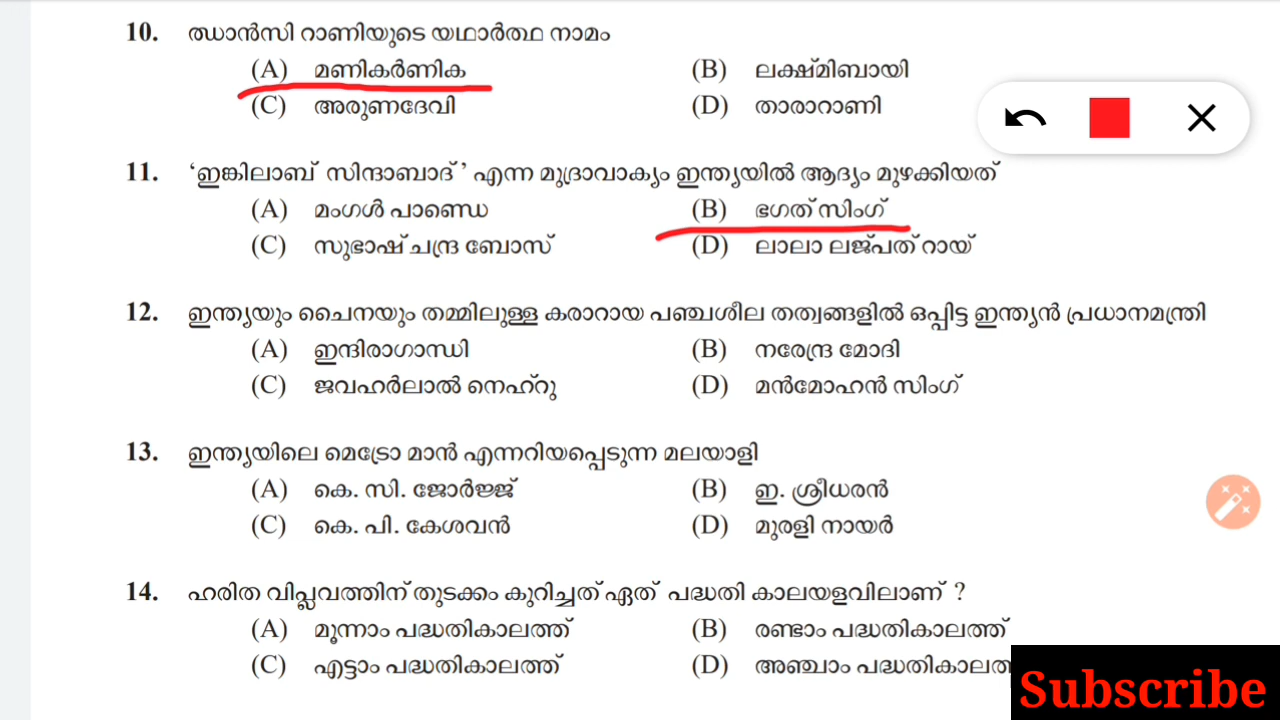 10. ഝാൻസി റാണിയുടെ യഥാർത്ഥ നാമം
(A) മണികർണിക (B) ലക്ഷ്മിബായി
(C) അരുണദേവി (D) താരാറാണി
11. ‘ഇങ്കിലാബ് സിന്ദാബാദ്’ എന്ന മുദ്രാവാക്യം ഇന്ത്യയിൽ ആദ്യം മുഴക്കിയത്
(A) മംഗൾ പാണ്ഡെ (B) ഭഗത് സിംഗ്
(C) സുഭാഷ് ചന്ദ്ര ബോസ് (D) ലാലാ ലജ്പത് റായ്
12. ഇന്ത്യയും ചൈനയും തമ്മിലുള്ള കരാറായ പഞ്ചശീല തത്വങ്ങളിൽ ഒപ്പിട്ട ഇന്ത്യൻ പ്രധാനമന്ത്രി
(A) ഇന്ദിരാഗാന്ധി (B) നരേന്ദ്ര മോദി
(C) ജവഹർലാൽ നെഹ്റു (D) മൻമോഹൻ സിംഗ്
13. ഇന്ത്യയിലെ മെട്രോ മാൻ എന്നറിയപ്പെടുന്ന മലയാളി
(A) കെ. സി. ജോർജ്ജ് (B) ഇ. ശ്രീധരൻ
(C) കെ. പി. കേശവൻ (D) മുരളി നായർ
14. ഹരിത വിപ്ലവത്തിന് തുടക്കം കുറിച്ചത് ഏത് പദ്ധതി കാലയളവിലാണ് ?
(A) മൂന്നാം പദ്ധതികാലത്ത് (B) രണ്ടാം പദ്ധതികാലത്ത്
(C) എട്ടാം പദ്ധതികാലത്ത് (D) അഞ്ചാം
Subscribe